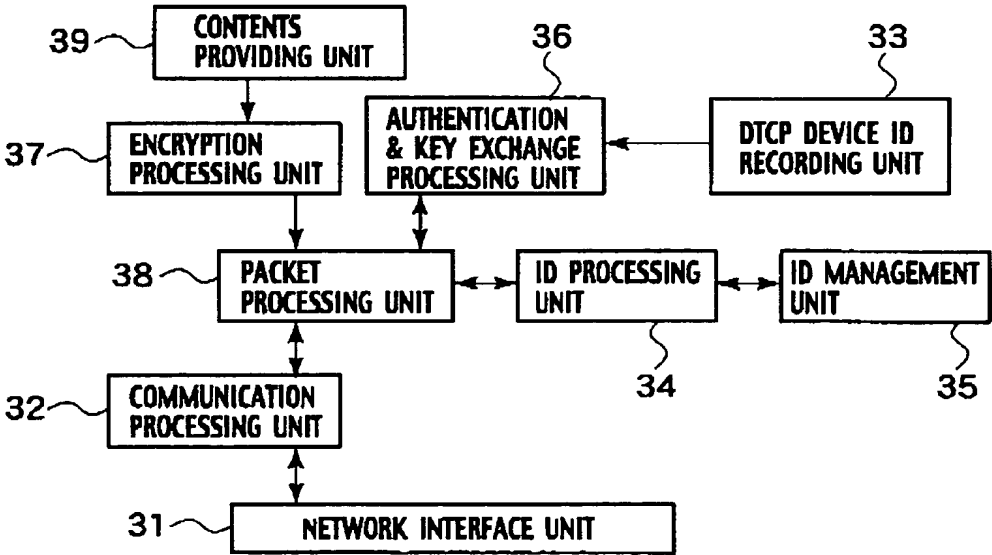 39
CONTENTS
PROVIDING UNIT
36
33
37
ENCRYPTION
PROCESSING UNIT
AUTHENTICATION
& KEY EXCHANGE
PROCESSING UNIT
DTCP DEVICE ID
RECORDING UNIT
38
PACKET
PROCESSING UNIT
ID PROCESSING
UNIT
ID MANAGEMENT
UNIT
34
35
32
COMMUNICATION
PROCESSING UNIT
31
NETWORK INTERFACE UNIT